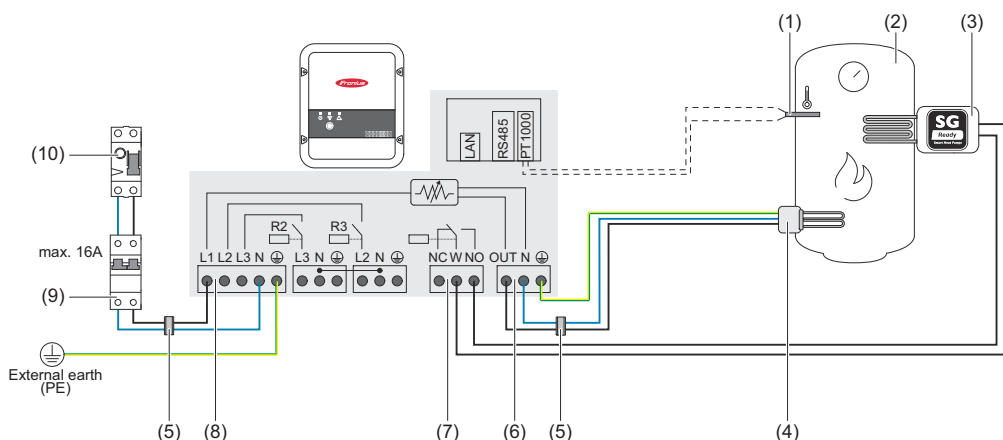 (1)
(2)
(3)
Fronius
LAN
RS485
PT1000
SG
Ready
Smart Heat Pump
(10)
max. 16A
R2
R3
L1 L2 L3 N
L3 N
L2 N
NC W NO
OUT N
(9)
External earth
(PE)
(5)
(8)
(7)
(6)
(5)
(4)